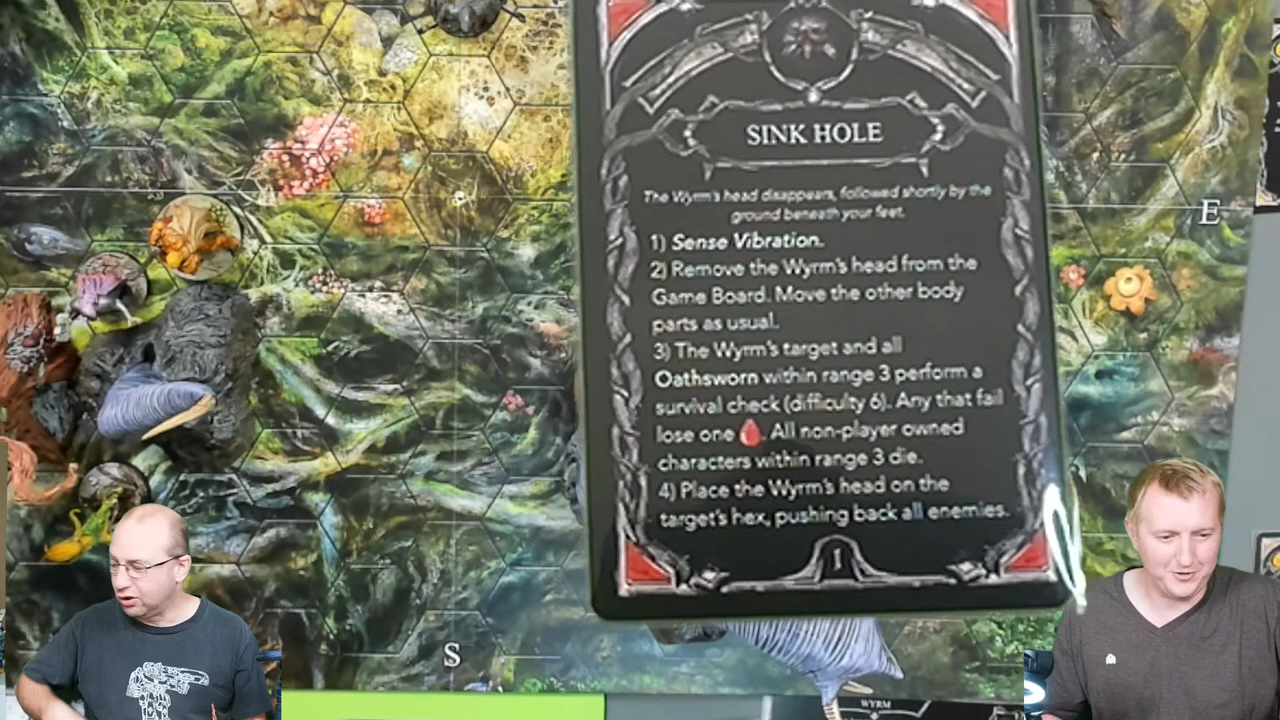 SINK HOLE
The Wyrm's head disappears, followed shortly by the
ground beneath your feet.
1) Sense Vibration.
2) Remove the Wyrm's head from the
Game Board. Move the other body
parts as usual.
3) The Wyrm's target and all
Oathsworn within range 3 perform a
survival check (difficulty 6). Any that fail
lose one . All non-player owned
characters within range 3 die.
4) Place the Wyrm's head on the
target's hex, pushing back all enemies.
I
E
S
WYRM